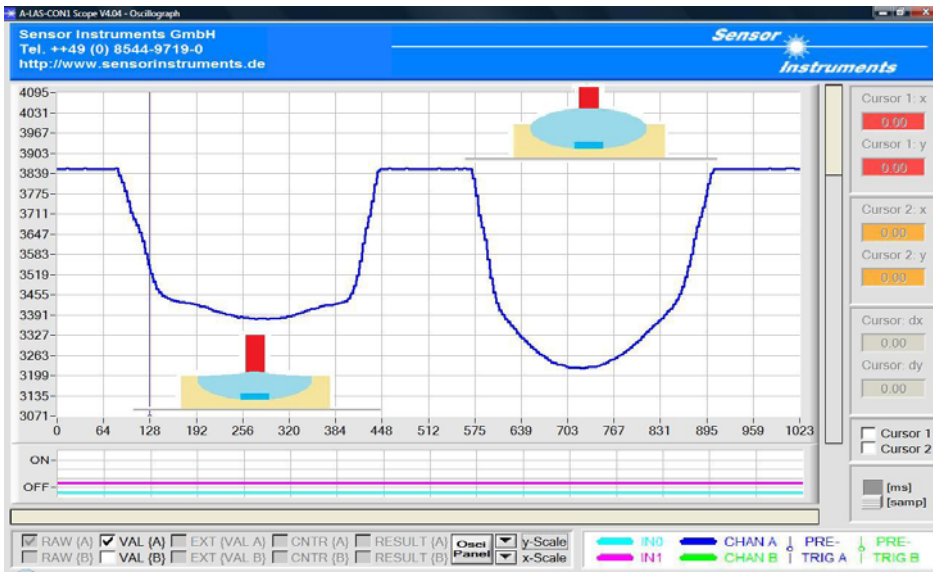 A-LAS-CON1 Scope V4.04 - Oscillograph
Sensor Instruments GmbH
Tel. ++49 (0) 8544-9719-0
http://www.sensorinstruments.de
Sensor
Instruments
4095
4031
3967
3903
3839
3775
3711
3647
3583
3519
3455
3391
3327
3263
3199
3135
3071
0 64 128 192 256 320 384 448 512 575 639 703 767 831 895 959 1023
ON
OFF
Cursor 1: x
0.00
Cursor 1: y
0.00
Cursor 2: x
0.00
Cursor 2: y
0.00
Cursor: dx
0.00
Cursor: dy
0.00
Cursor 1
Cursor 2
[ms]
[samp]
RAW {A} VAL {A} EXT {VAL A} CNTR {A} RESULT {A} Osci Panel y-Scale
RAW {B} VAL {B} EXT {VAL B} CNTR {B} RESULT {B} x-Scale
IN0 CHAN A PRE- PRE-
IN1 CHAN B TRIG A TRIG B